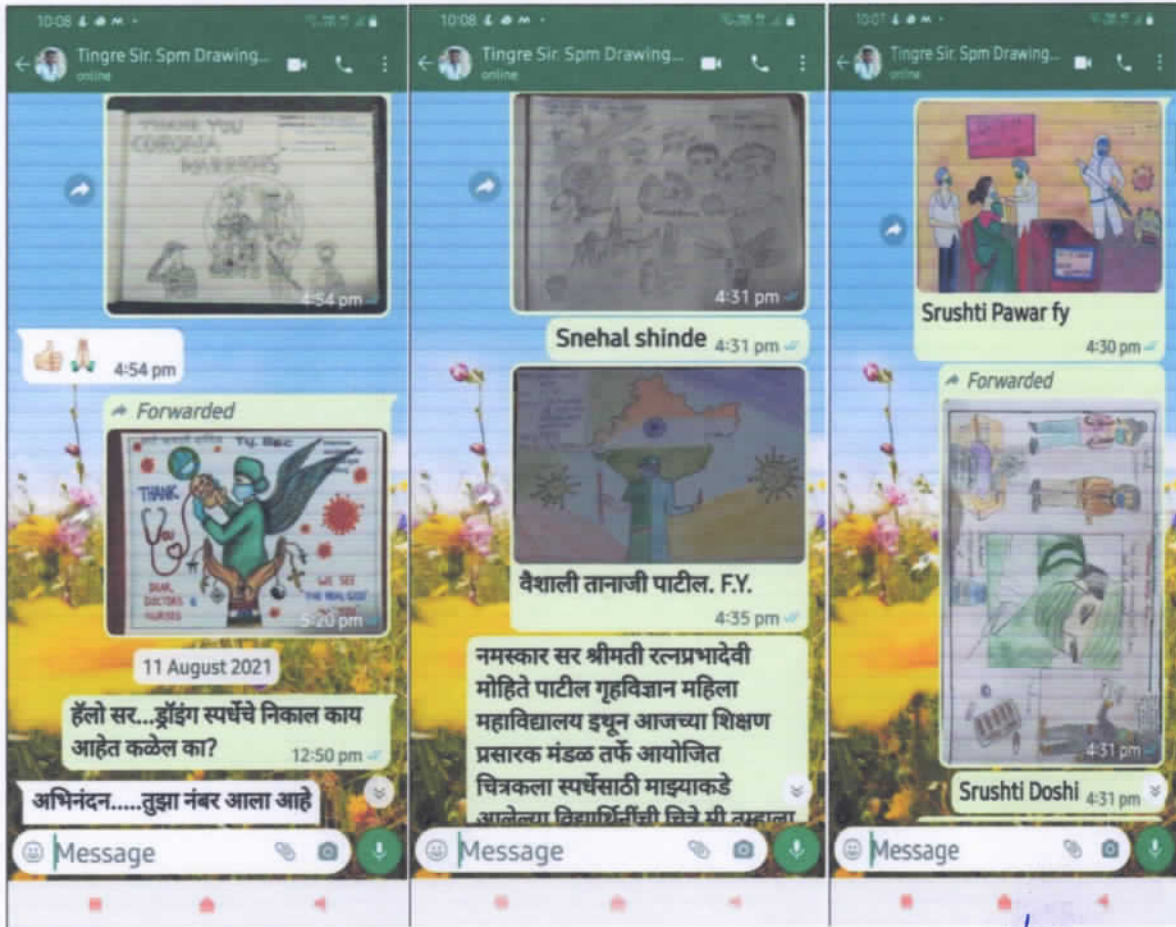 10:08
Tingre Sir. Spm Drawing...
online
THANK YOU
CORONA
WARRIORS
4:54 pm
4:54 pm
Forwarded
T.Y. BSC
THANK
You
DEAR,
DOCTORS &
NURSES
WE SEE
THE REAL GOD
5:20 pm
11 August 2021
हॅलो सर...ड्रॉइंग स्पर्धेचे निकाल काय
आहेत कळेल का?
12:50 pm
अभिनंदन.....तुझा नंबर आला आहे
Message
10:08
Tingre Sir. Spm Drawing...
online
4:31 pm
Snehal shinde 4:31 pm
वैशाली तानाजी पाटील. F.Y.
4:35 pm
नमस्कार सर श्रीमती रत्नप्रभादेवी
मोहिते पाटील गृहविज्ञान महिला
महाविद्यालय इथून आजच्या शिक्षण
प्रसारक मंडळ तर्फे आयोजित
चित्रकला स्पर्धेसाठी माझ्याकडे
आलेल्या विद्यार्थिनींची चित्रे मी तुम्हाला
Message
10:07
Tingre Sir. Spm Drawing...
online
Srushti Pawar fy
4:30 pm
Forwarded
4:31 pm
Srushti Doshi 4:31 pm
Message